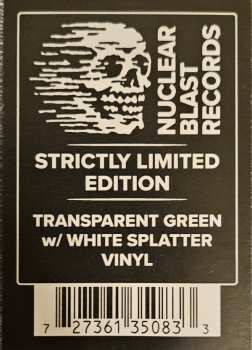 NUCLEAR
BLAST
RECORDS
STRICTLY LIMITED
EDITION
TRANSPARENT GREEN
w/ WHITE SPLATTER
VINYL
7 27361 35083 3